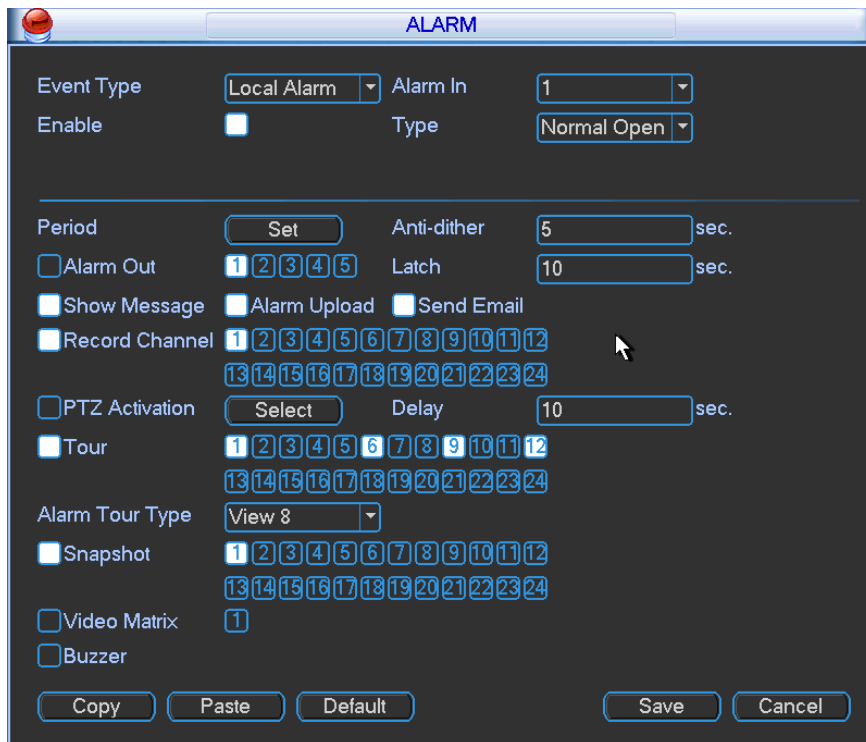 ALARM
Event Type Local Alarm Alarm In 1
Enable Type Normal Open
Period Set Anti-dither 5 sec.
Alarm Out 1 2 3 4 5 Latch 10 sec.
Show Message Alarm Upload Send Email
Record Channel 1 2 3 4 5 6 7 8 9 10 11 12
13 14 15 16 17 18 19 20 21 22 23 24
PTZ Activation Select Delay 10 sec.
Tour 1 2 3 4 5 6 7 8 9 10 11 12
13 14 15 16 17 18 19 20 21 22 23 24
Alarm Tour Type View 8
Snapshot 1 2 3 4 5 6 7 8 9 10 11 12
13 14 15 16 17 18 19 20 21 22 23 24
Video Matrix 1
Buzzer
Copy Paste Default Save Cancel